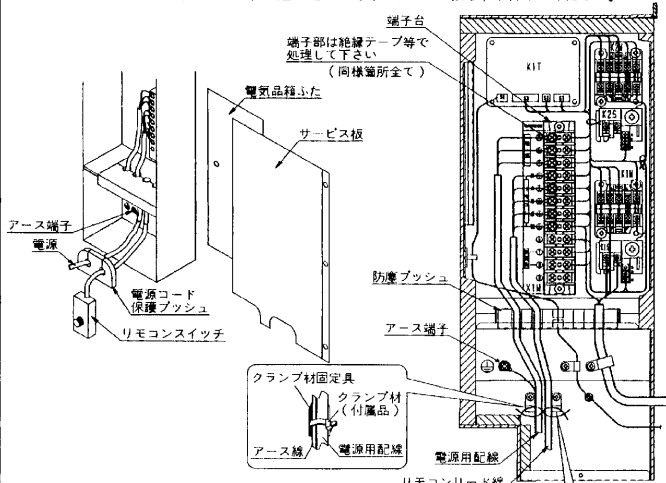 端子台
端子部は絶縁テープ等で
処理して下さい
(同様箇所全て)
電気品箱ふた
サービス板
アース端子
電源
電源コード
保護ブッシュ
リモコンスイッチ
KIT
K2S
K1M
K1S
X1M
防塵ブッシュ
アース端子
クランプ材固定具
クランプ材
(付属品)
アース線
電源用配線
電源用配線
リモコンリード線